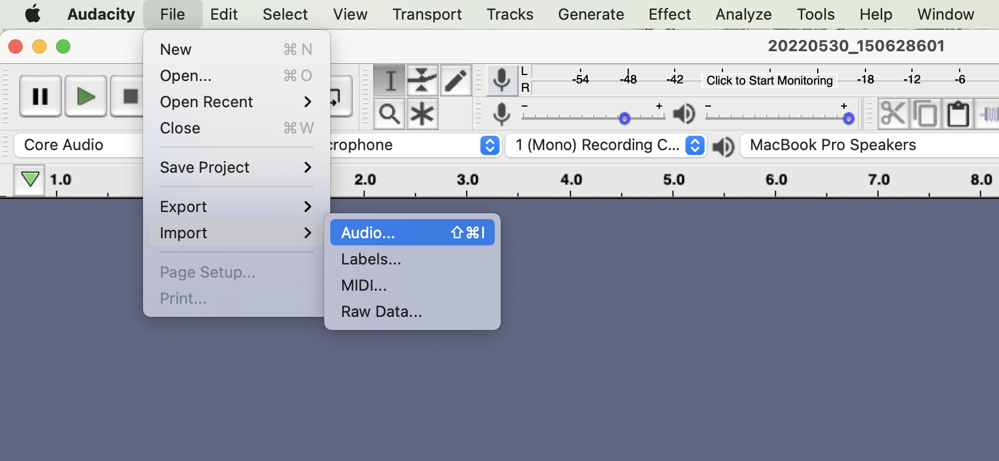 Audacity File Edit Select View Transport Tracks Generate Effect Analyze Tools Help Window
20220530_150628601
New ⌘ N
Open... ⌘ O
Open Recent
Close ⌘ W
Save Project
Export
Import
Page Setup...
Print...
Audio... ⇧⌘I
Labels...
MIDI...
Raw Data...
L
R
-54 -48 -42 Click to Start Monitoring -18 -12 -6
- + - +
Core Audio crophone 1 (Mono) Recording C... MacBook Pro Speakers
1.0 2.0 3.0 4.0 5.0 6.0 7.0 8.0